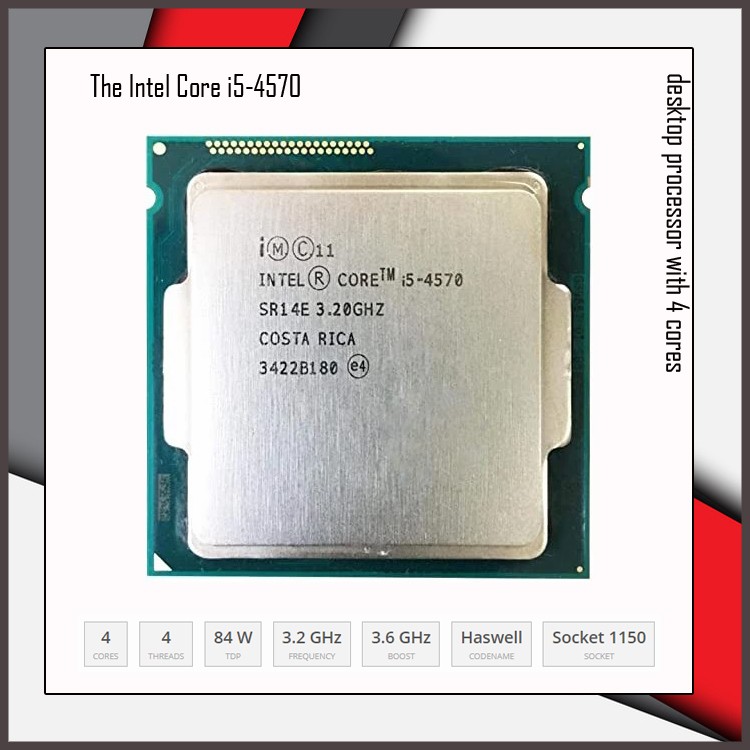 The Intel Core i5-4570
desktop processor with 4 cores
i Ⓜ Ⓒ 11
INTEL® CORE™ i5-4570
SR14E 3.20GHZ
COSTA RICA
3422B180 e4
4
CORES
4
THREADS
84 W
TDP
3.2 GHz
FREQUENCY
3.6 GHz
BOOST
Haswell
CODENAME
Socket 1150
SOCKET